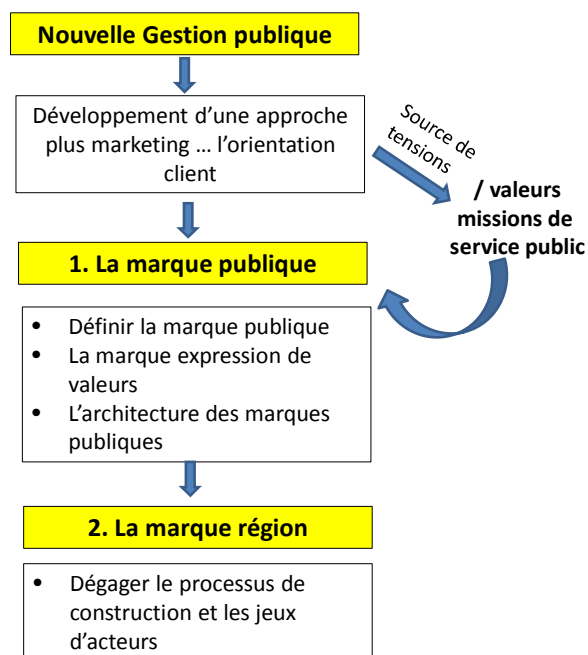 Nouvelle Gestion publique
Développement d’une approche
plus marketing … l’orientation
client
Source de
tensions
/ valeurs
missions de
service public
1. La marque publique
• Définir la marque publique
• La marque expression de
valeurs
• L’architecture des marques
publiques
2. La marque région
• Dégager le processus de
construction et les jeux
d’acteurs